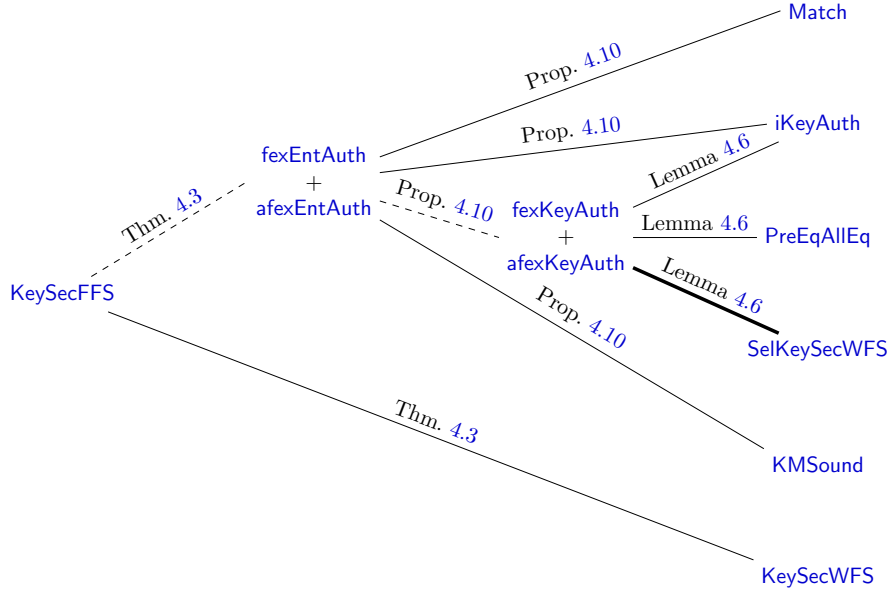 Match
Prop. 4.10
Prop. 4.10
iKeyAuth
Lemma 4.6
fexEntAuth
+
afexEntAuth
Thm. 4.3
Prop. 4.10
fexKeyAuth
+
afexKeyAuth
Lemma 4.6
PreEqAllEq
Lemma 4.6
KeySecFFS
Prop. 4.10
SelKeySecWFS
Thm. 4.3
KMSound
KeySecWFS